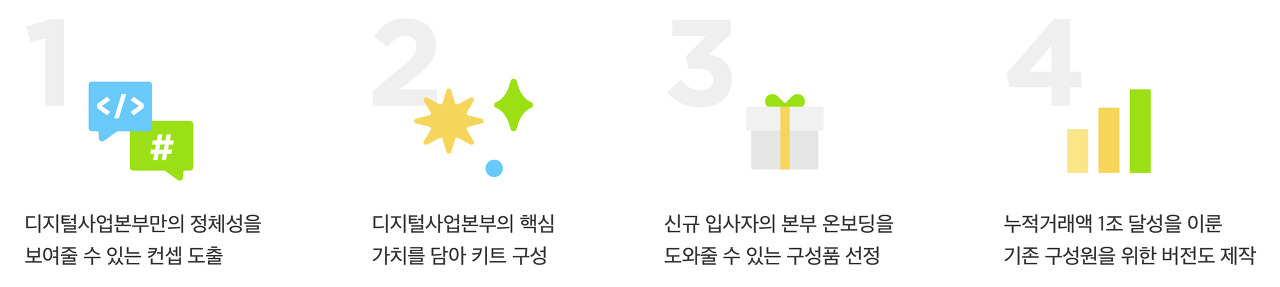 1
</>
#
디지털사업본부만의 정체성을
보여줄 수 있는 컨셉 도출
2
디지털사업본부의 핵심
가치를 담아 키트 구성
3
신규 입사자의 본부 온보딩을
도와줄 수 있는 구성품 선정
4
누적거래액 1조 달성을 이룬
기존 구성원을 위한 버전도 제작